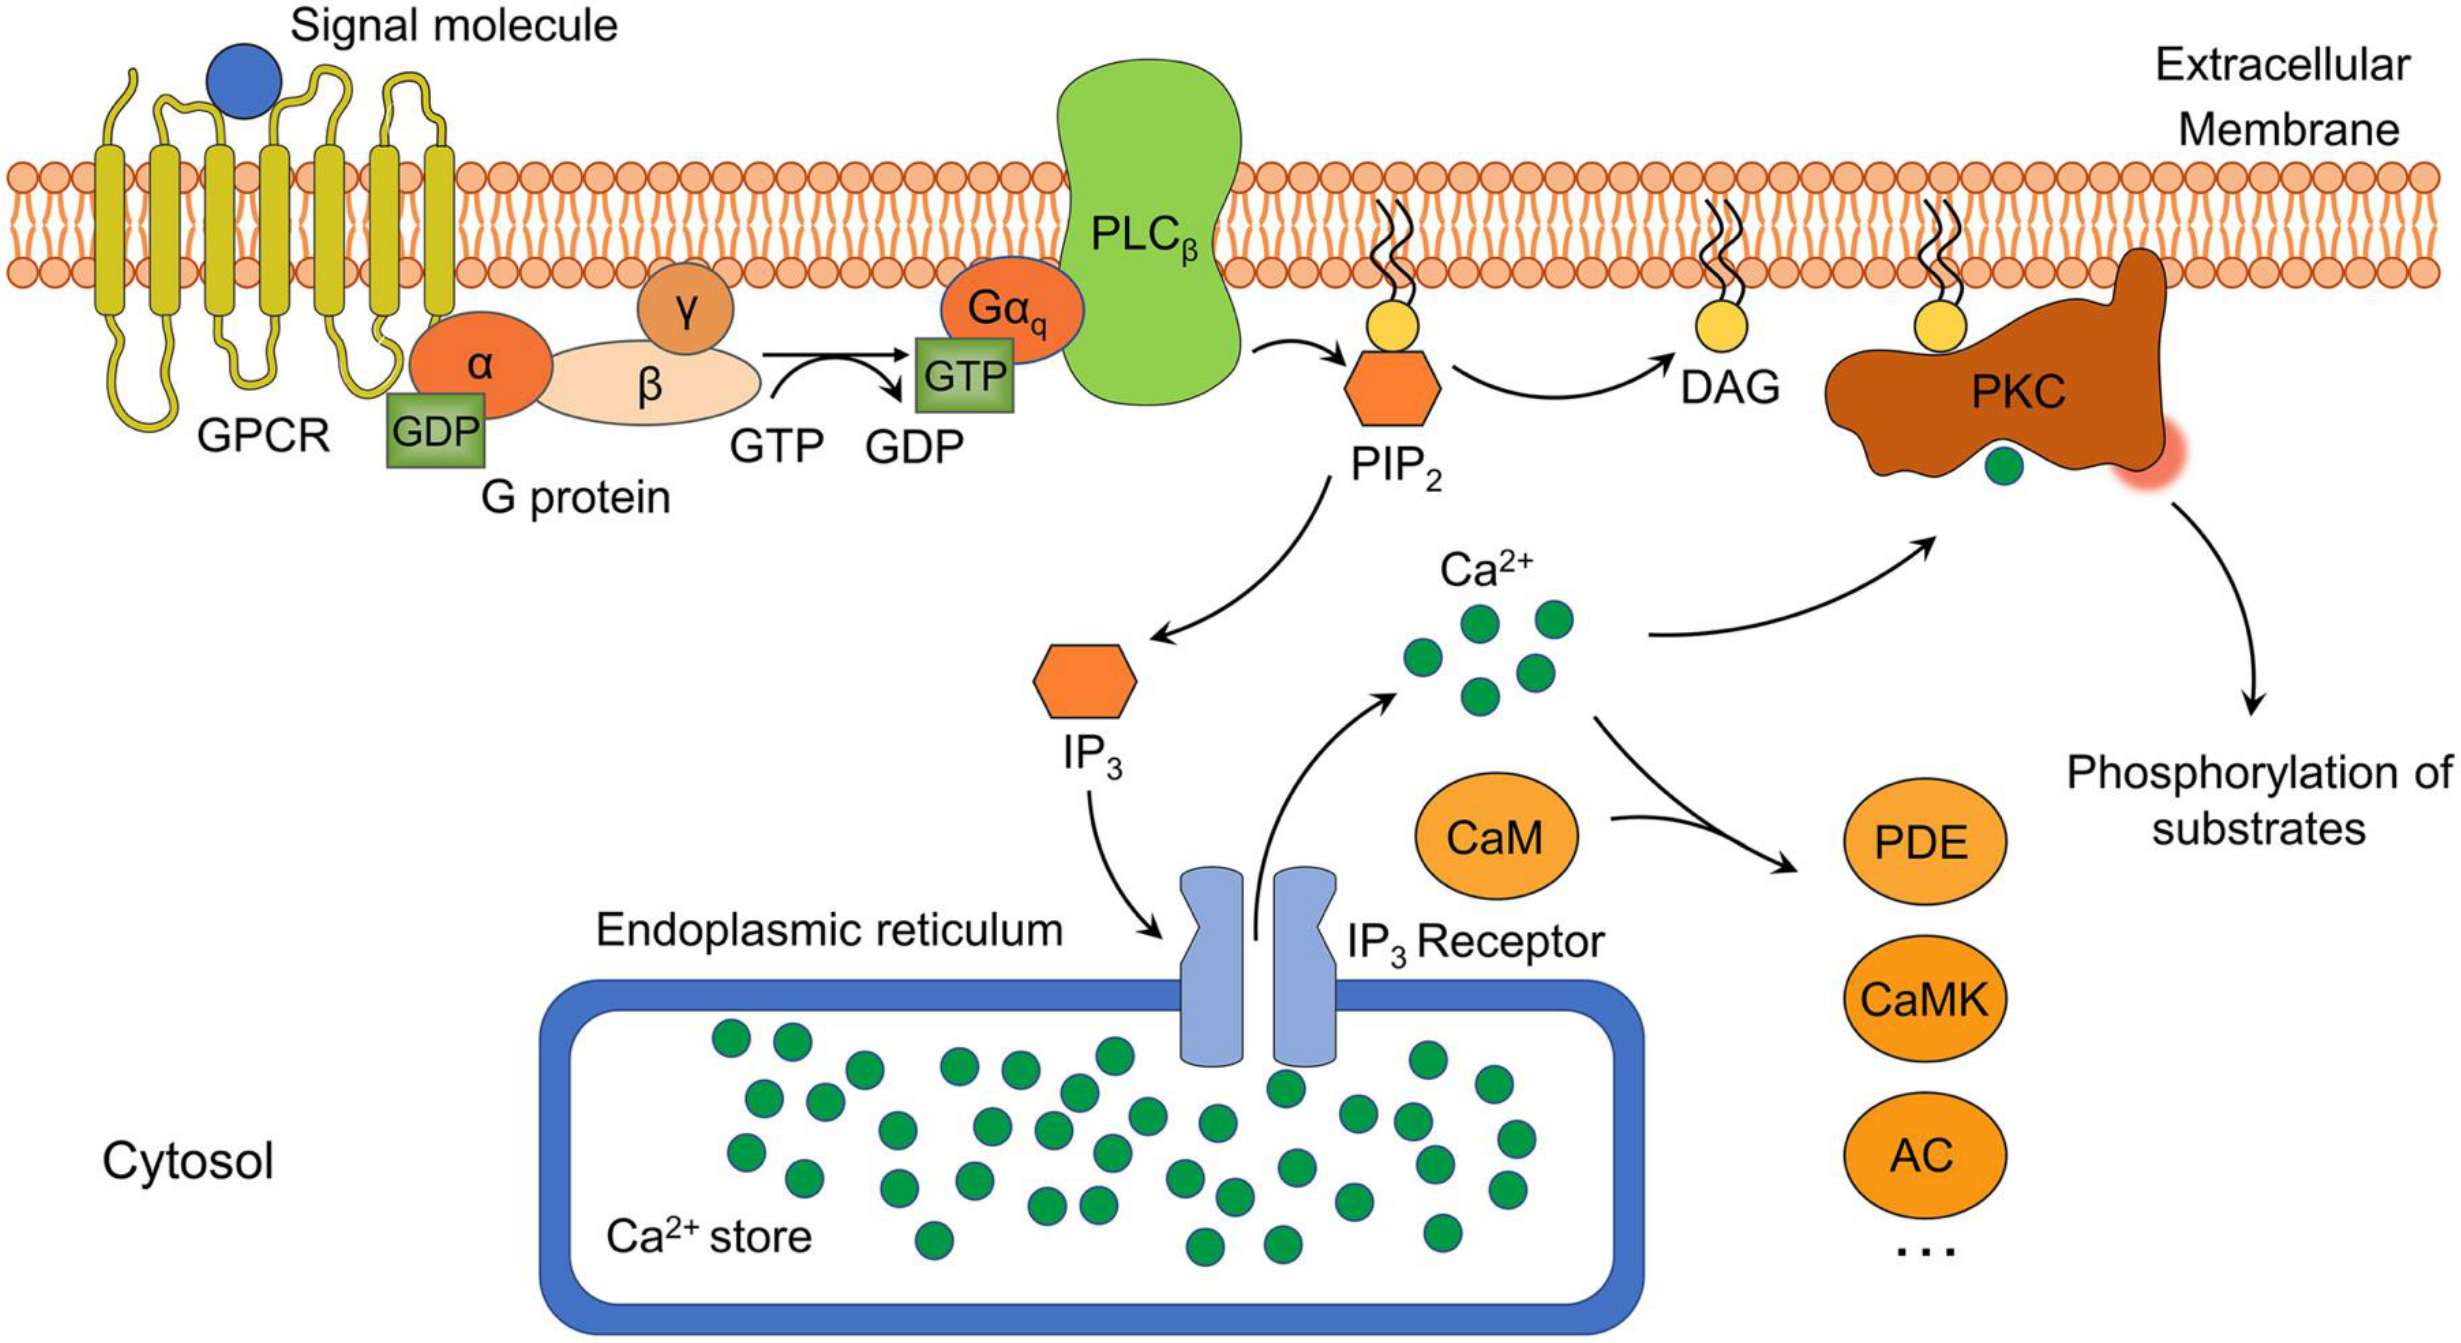 Signal molecule
Extracellular
Membrane
PLCβ
γ
Gαq
α
β
GTP
GDP
GPCR
GTP
GDP
G protein
PIP2
DAG
PKC
Ca2+
IP3
CaM
PDE
Phosphorylation of
substrates
Endoplasmic reticulum
IP3 Receptor
CaMK
Cytosol
AC
Ca2+ store
...